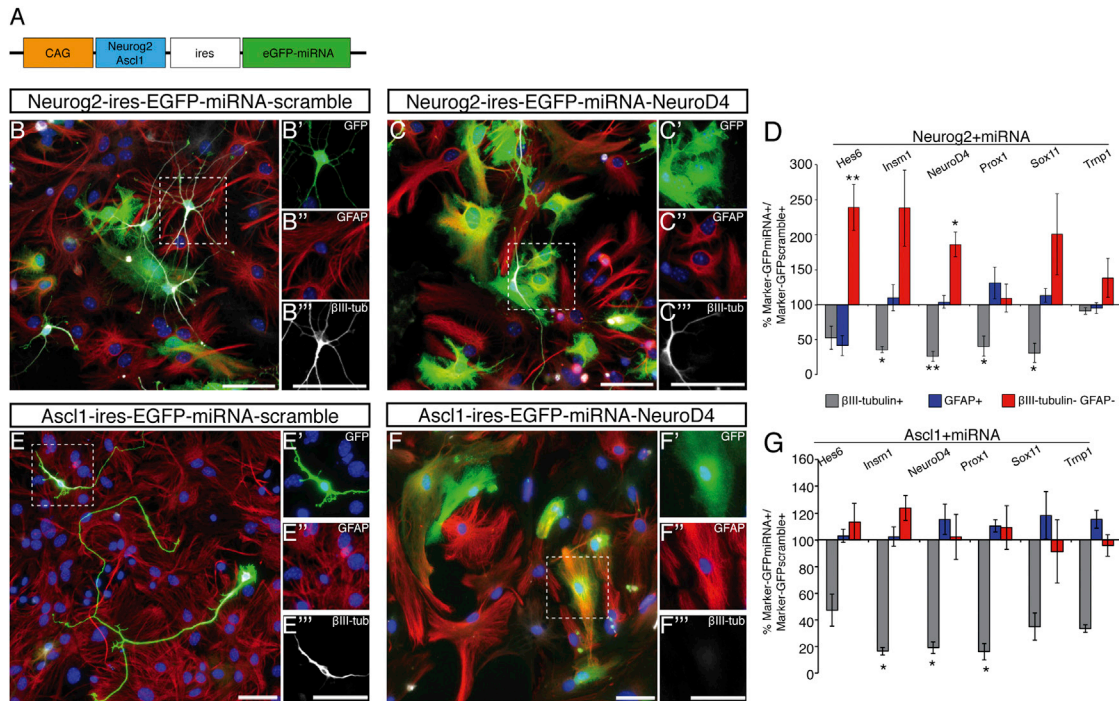 A
CAG
Neurog2
Ascl1
ires
eGFP-miRNA
Neurog2-ires-EGFP-miRNA-scramble
B
B'
GFP
B''
GFAP
B'''
βIII-tub
Neurog2-ires-EGFP-miRNA-NeuroD4
C
C'
GFP
C''
GFAP
C'''
βIII-tub
D
Neurog2+miRNA
Hes6
Insm1
NeuroD4
Prox1
Sox11
Trnp1
% Marker-GFPmiRNA+/
Marker-GFPscramble+
300
250
200
150
100
50
0
**
*
*
**
*
*
βIII-tubulin+
GFAP+
βIII-tubulin- GFAP-
Ascl1-ires-EGFP-miRNA-scramble
E
E'
GFP
E''
GFAP
E'''
βIII-tub
Ascl1-ires-EGFP-miRNA-NeuroD4
F
F'
GFP
F''
GFAP
F'''
βIII-tub
G
Ascl1+miRNA
Hes6
Insm1
NeuroD4
Prox1
Sox11
Trnp1
% Marker-GFPmiRNA+/
Marker-GFPscramble+
160
140
120
100
80
60
40
20
0
*
*
*